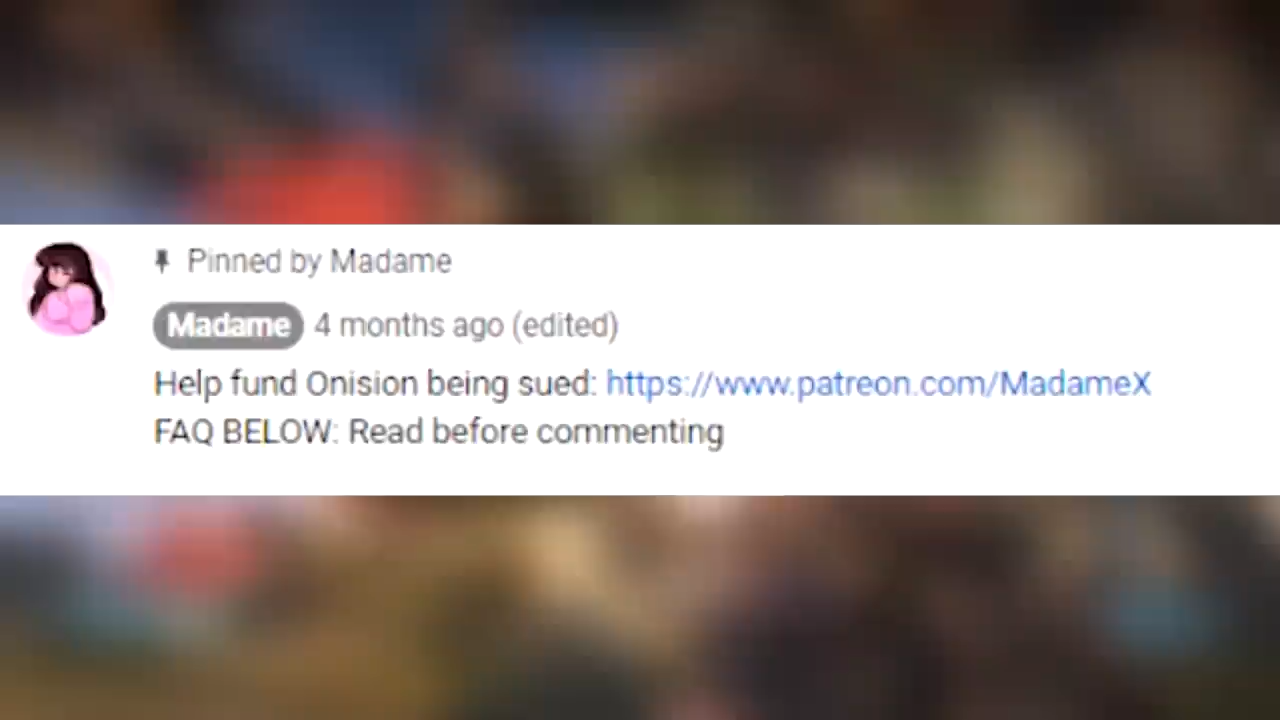 Pinned by Madame
Madame 4 months ago (edited)
Help fund Onision being sued: https://www.patreon.com/MadameX
FAQ BELOW: Read before commenting